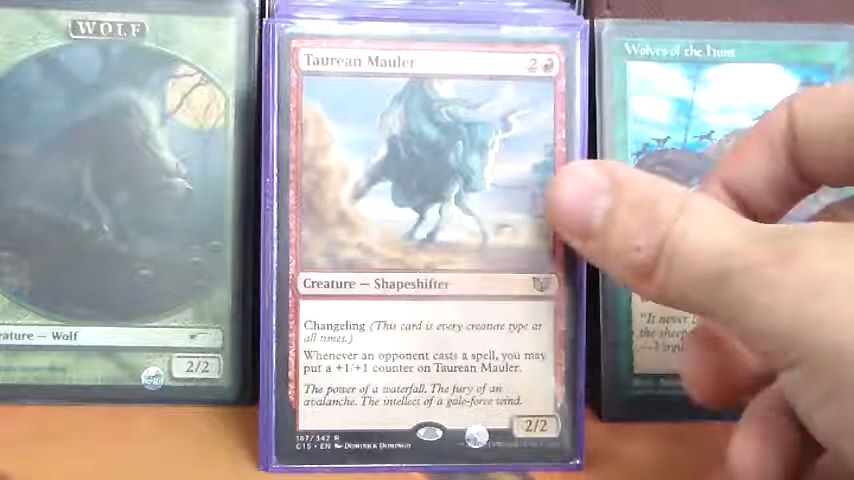 WOLF
Creature — Wolf
2/2
Taurean Mauler
2
Creature — Shapeshifter
Changeling (This card is every creature type at
all times.)
Whenever an opponent casts a spell, you may
put a +1/+1 counter on Taurean Mauler.
The power of a waterfall. The fury of an
avalanche. The intellect of a gale-force wind.
2/2
167/342 R
C15 • EN DOMINICK DOMINGO
Wolves of the Hunt
"It never
the sheep